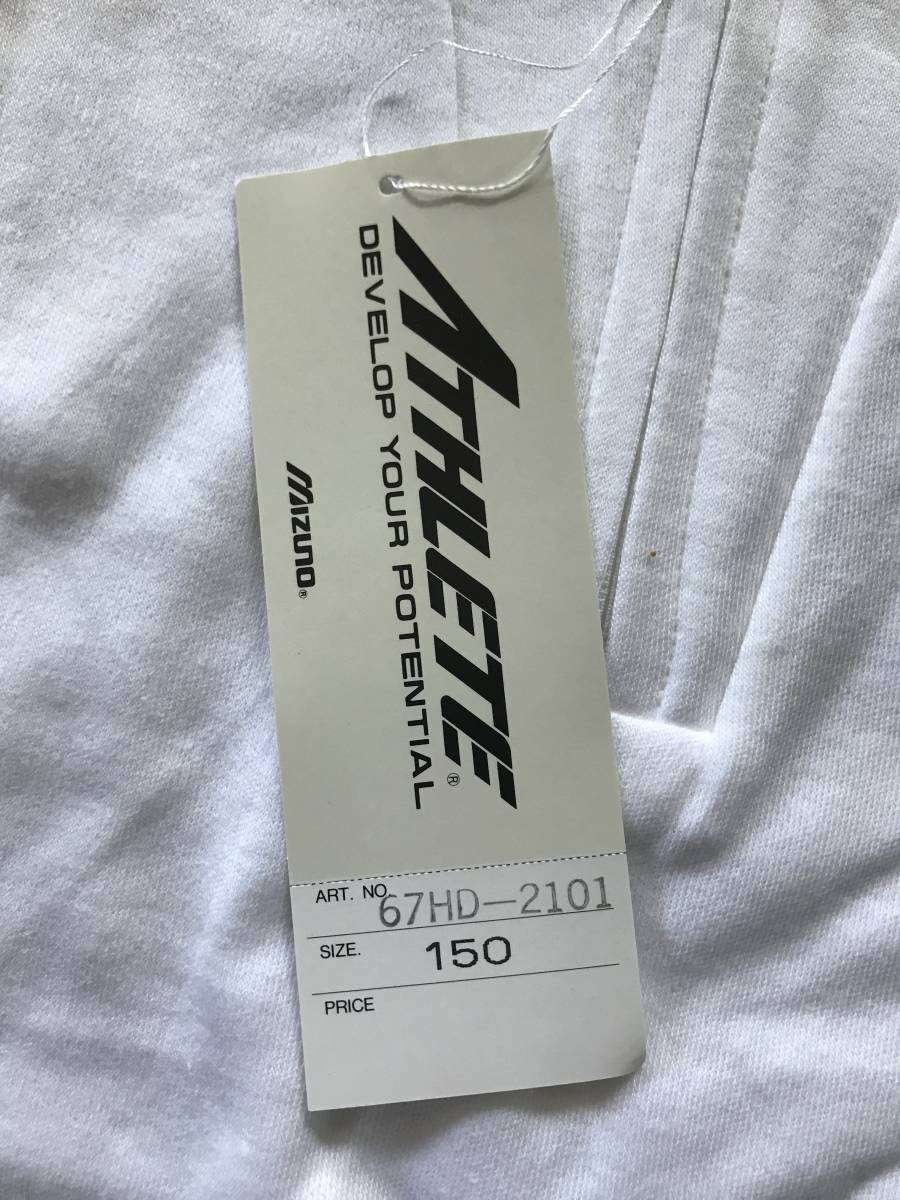 ATHLETE®
DEVELOP YOUR POTENTIAL
Mizuno®
ART. NO. 67HD-2101
SIZE. 150
PRICE